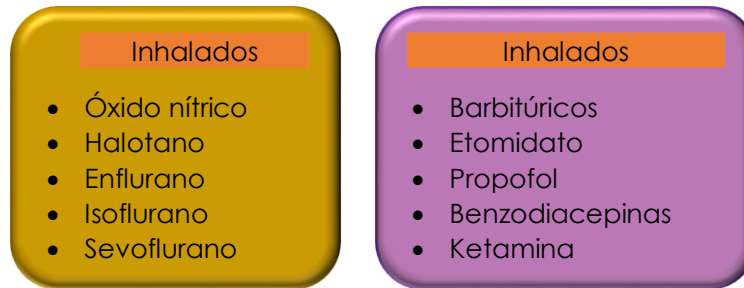 Inhalados
• Óxido nítrico
• Halotano
• Enflurano
• Isoflurano
• Sevoflurano
Inhalados
• Barbitúricos
• Etomidato
• Propofol
• Benzodiacepinas
• Ketamina